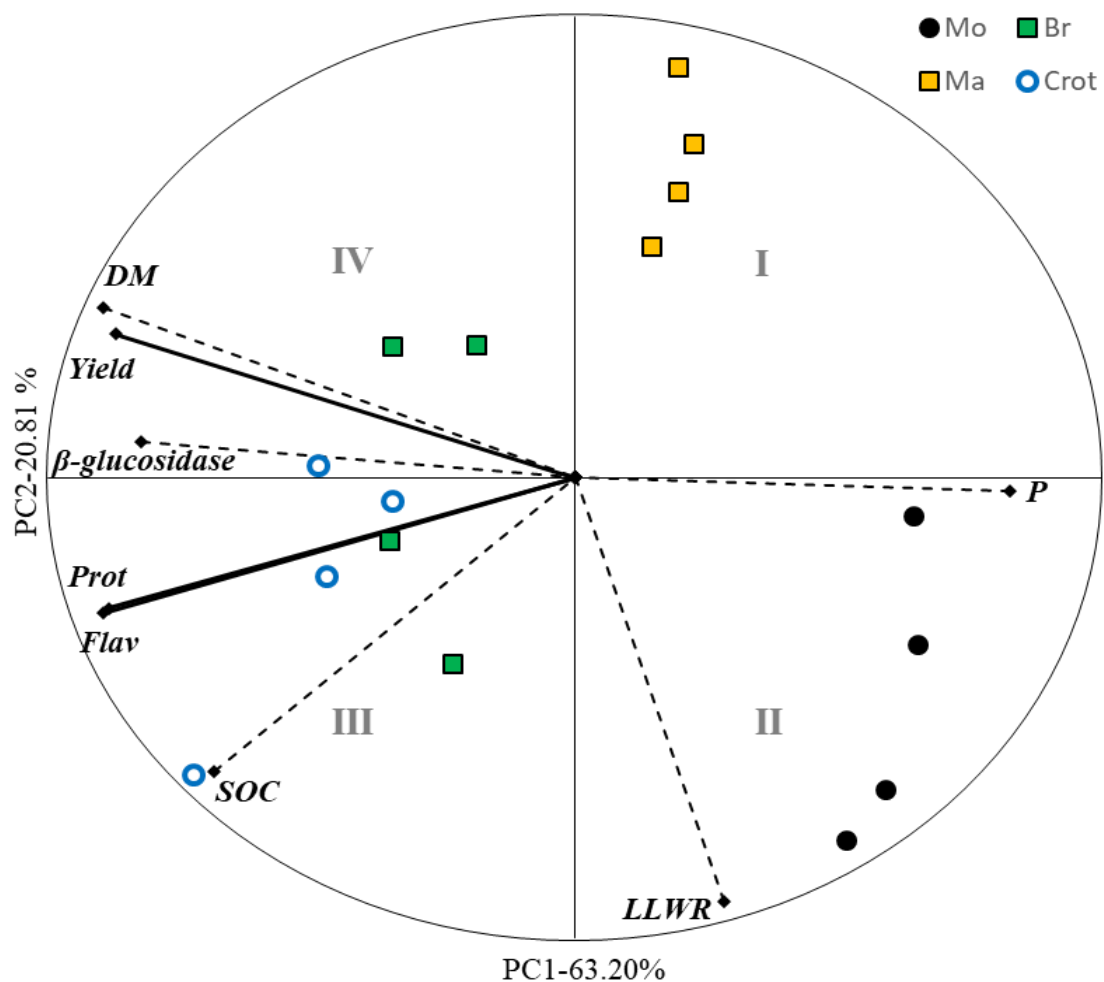 Mo
Br
Ma
Crot
IV
I
DM
Yield
β-glucosidase
P
Prot
Flav
III
II
SOC
LLWR
PC2-20.81 %
PC1-63.20%